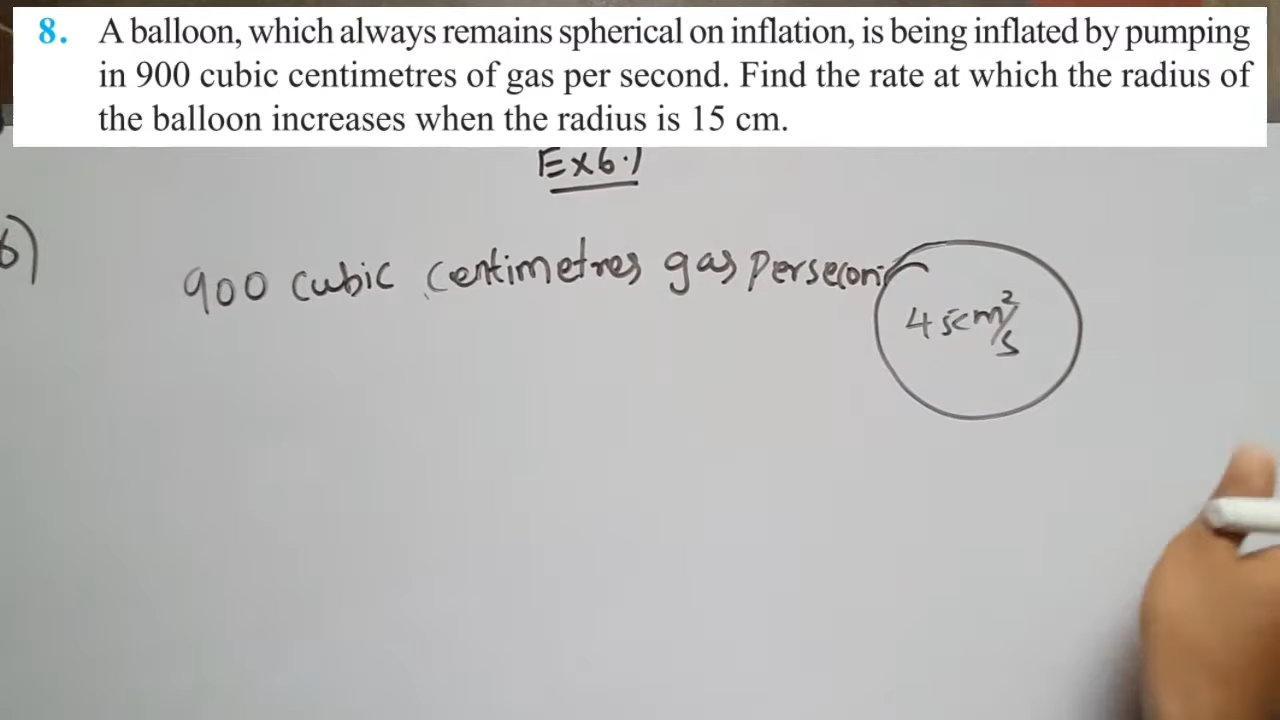 8. A balloon, which always remains spherical on inflation, is being inflated by pumping
in 900 cubic centimetres of gas per second. Find the rate at which the radius of
the balloon increases when the radius is 15 cm.
Ex6.1
6)
900 cubic centimetres gas persecon
45cm²/s